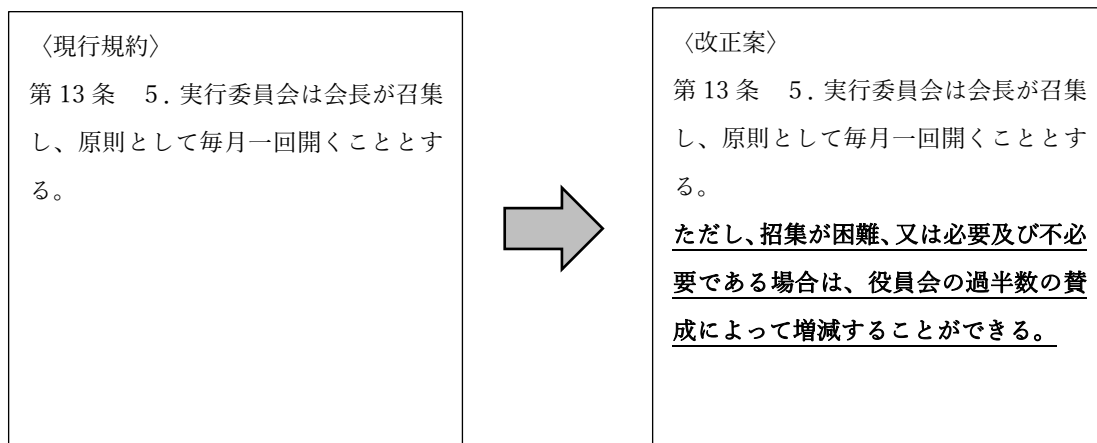 〈現行規約〉
第13条　５．実行委員会は会長が召集
し、原則として毎月一回開くこととす
る。
〈改正案〉
第13条　５．実行委員会は会長が召集
し、原則として毎月一回開くこととす
る。
ただし、招集が困難、又は必要及び不必
要である場合は、役員会の過半数の賛
成によって増減することができる。